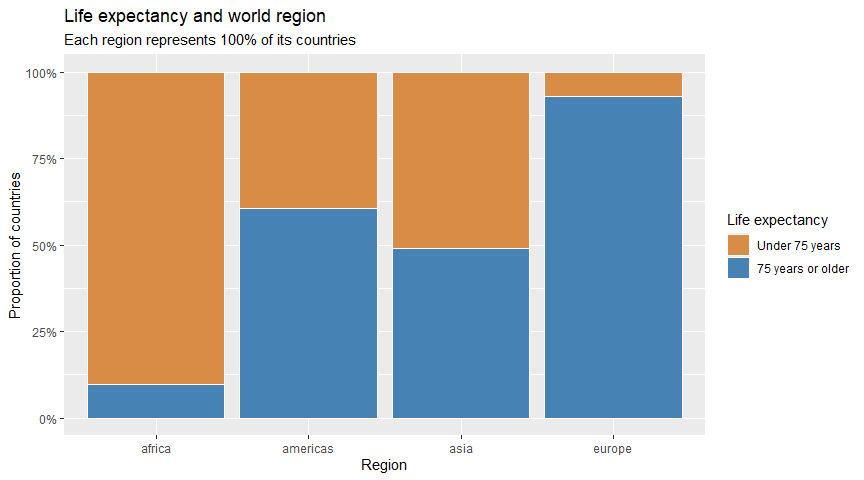 Life expectancy and world region
Each region represents 100% of its countries
100%
75%
50%
25%
0%
Proportion of countries
africa americas asia europe
Region
Life expectancy
Under 75 years
75 years or older